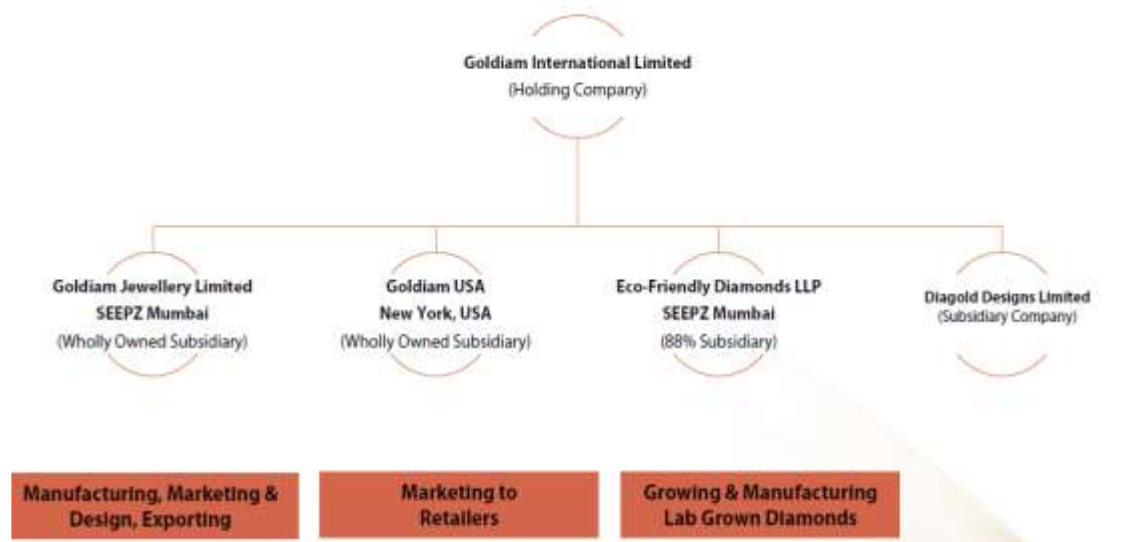 Goldiam International Limited
(Holding Company)
Goldiam Jewellery Limited
SEEPZ Mumbai
(Wholly Owned Subsidiary)
Goldiam USA
New York, USA
(Wholly Owned Subsidiary)
Eco-Friendly Diamonds LLP
SEEPZ Mumbai
(88% Subsidiary)
Diagold Designs Limited
(Subsidiary Company)
Manufacturing, Marketing &
Design, Exporting
Marketing to
Retailers
Growing & Manufacturing
Lab Grown Diamonds